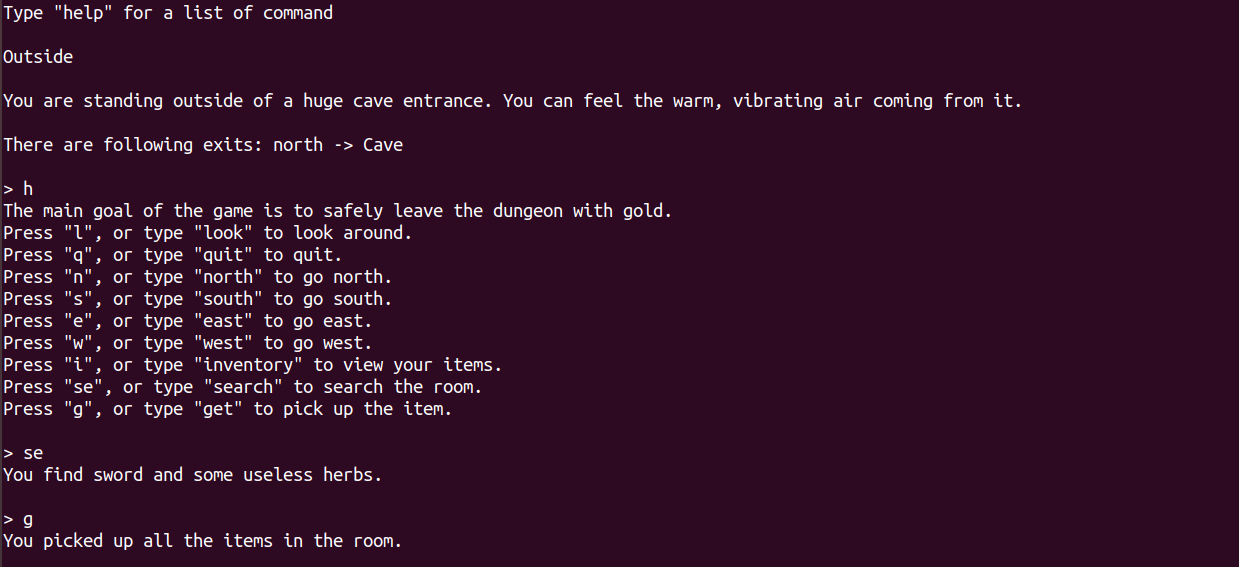 Type "help" for a list of command
Outside
You are standing outside of a huge cave entrance. You can feel the warm, vibrating air coming from it.
There are following exits: north -> Cave
> h
The main goal of the game is to safely leave the dungeon with gold.
Press "l", or type "look" to look around.
Press "q", or type "quit" to quit.
Press "n", or type "north" to go north.
Press "s", or type "south" to go south.
Press "e", or type "east" to go east.
Press "w", or type "west" to go west.
Press "i", or type "inventory" to view your items.
Press "se", or type "search" to search the room.
Press "g", or type "get" to pick up the item.
> se
You find sword and some useless herbs.
> g
You picked up all the items in the room.